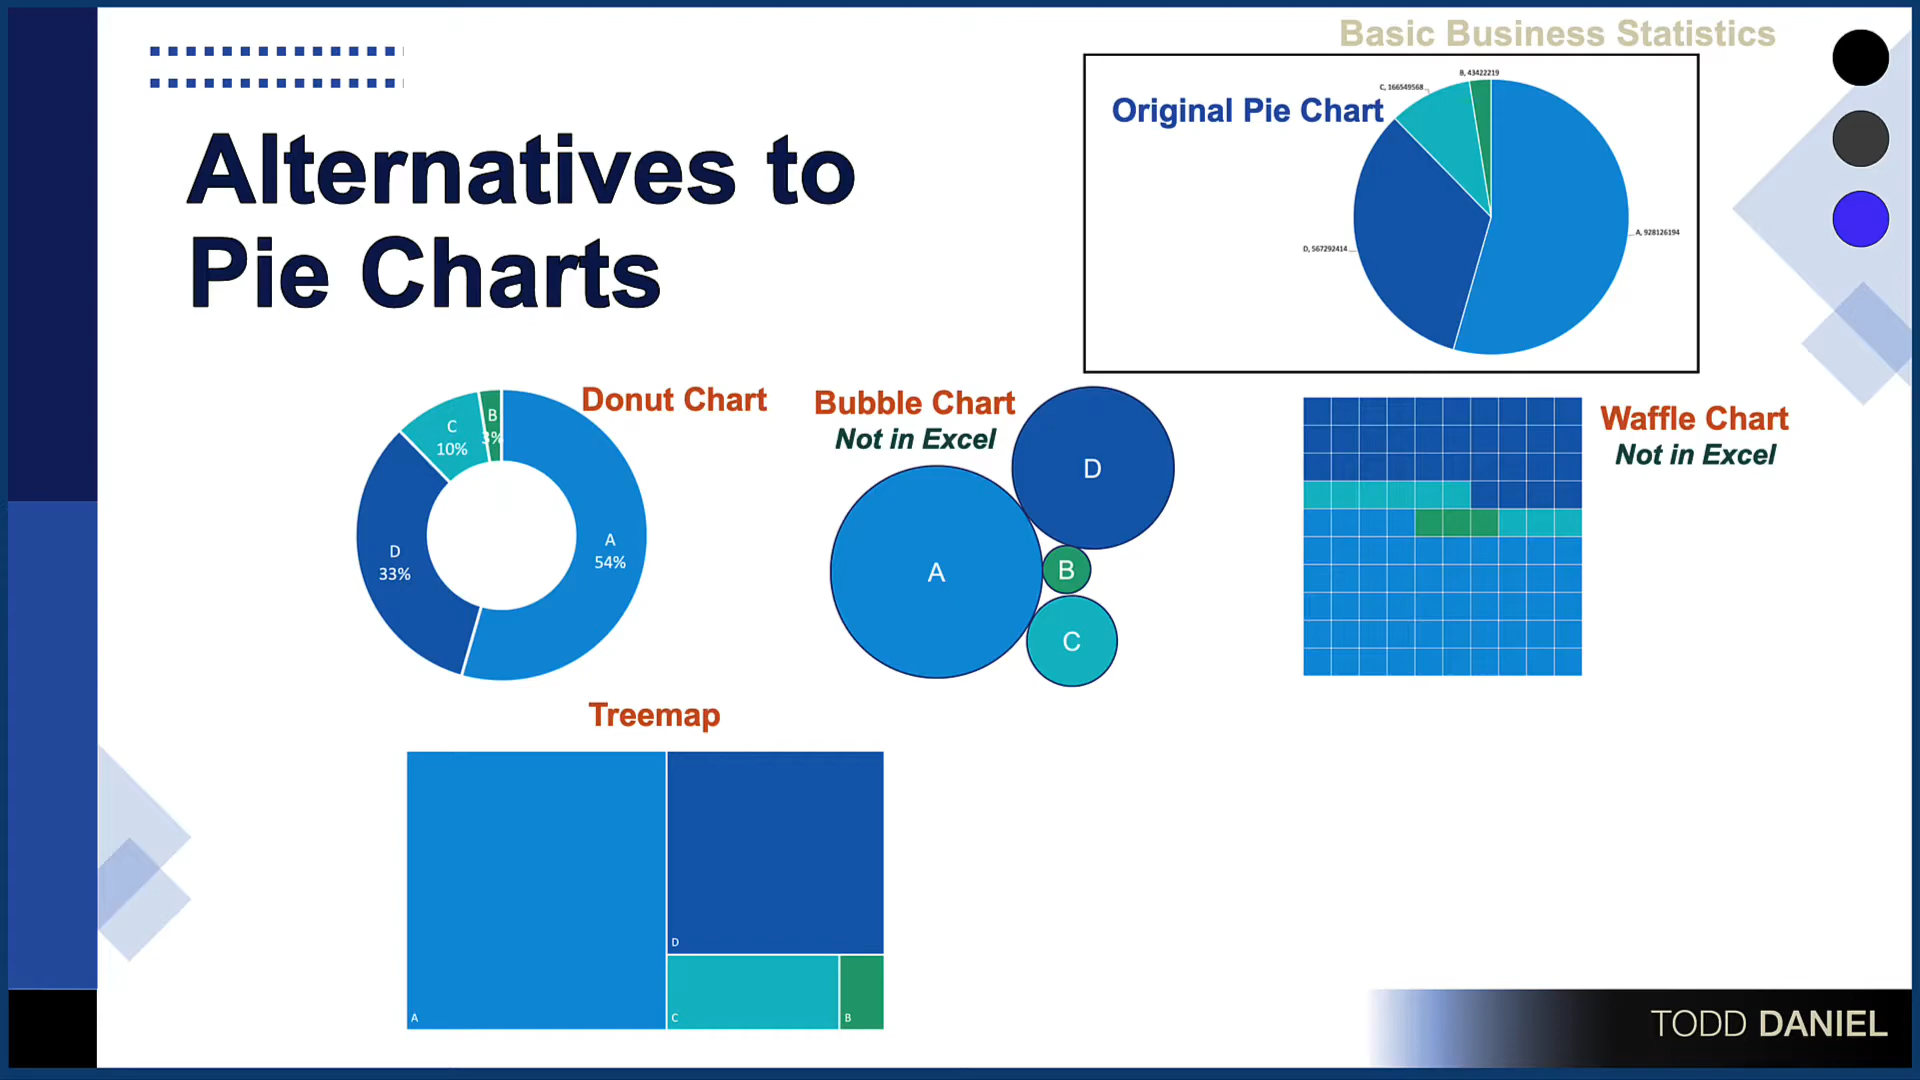 Basic Business Statistics
Alternatives to
Pie Charts
Original Pie Chart
B, 43422219
C, 166549568
A, 928126194
D, 567292414
Donut Chart
A
54%
B
3%
C
10%
D
33%
Bubble Chart
Not in Excel
D
A
B
C
Waffle Chart
Not in Excel
Treemap
D
A
C
B
TODD DANIEL